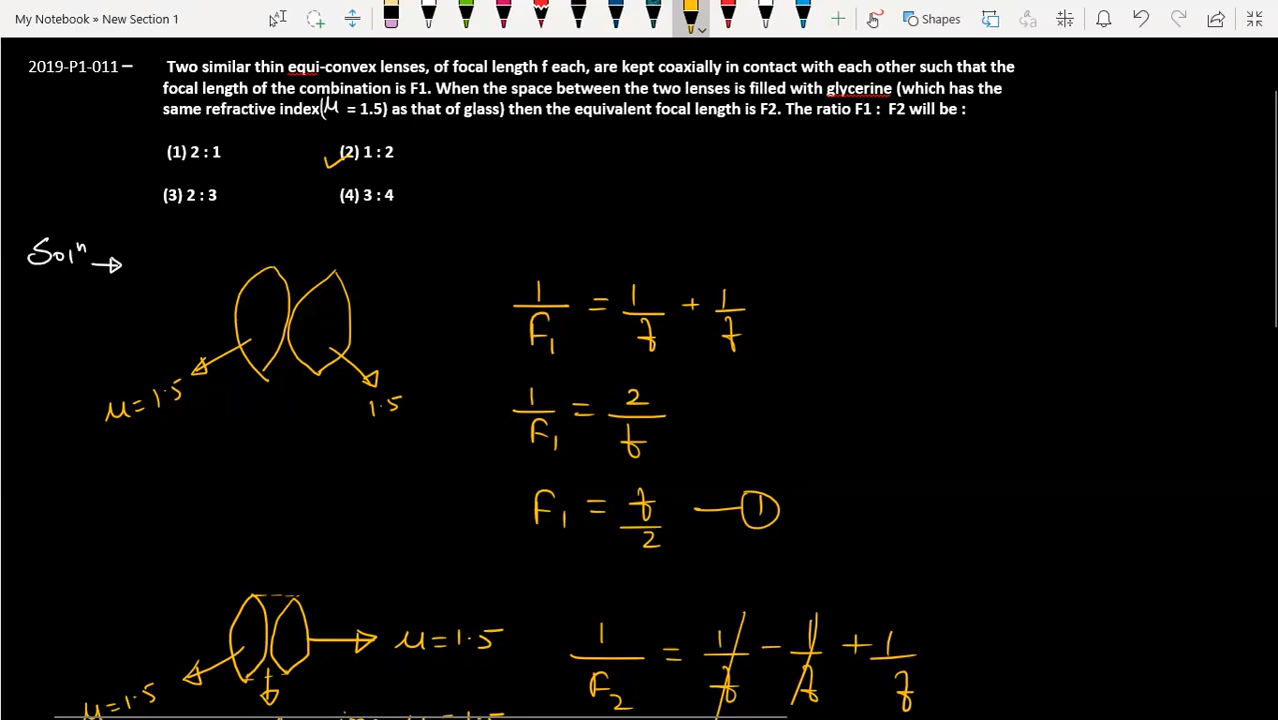 My Notebook » New Section 1
Shapes
2019-P1-011– Two similar thin equi-convex lenses, of focal length f each, are kept coaxially in contact with each other such that the
focal length of the combination is F1. When the space between the two lenses is filled with glycerine (which has the
same refractive index(μ = 1.5) as that of glass) then the equivalent focal length is F2. The ratio F1 : F2 will be :
(1) 2 : 1 (2) 1 : 2
(3) 2 : 3 (4) 3 : 4
Solⁿ →
1/F₁ = 1/f + 1/f
μ = 1.5
1.5
1/F₁ = 2/f
F₁ = f/2 — ①
μ = 1.5
1/F₂ = 1/f − 1/f + 1/f
μ = 1.5